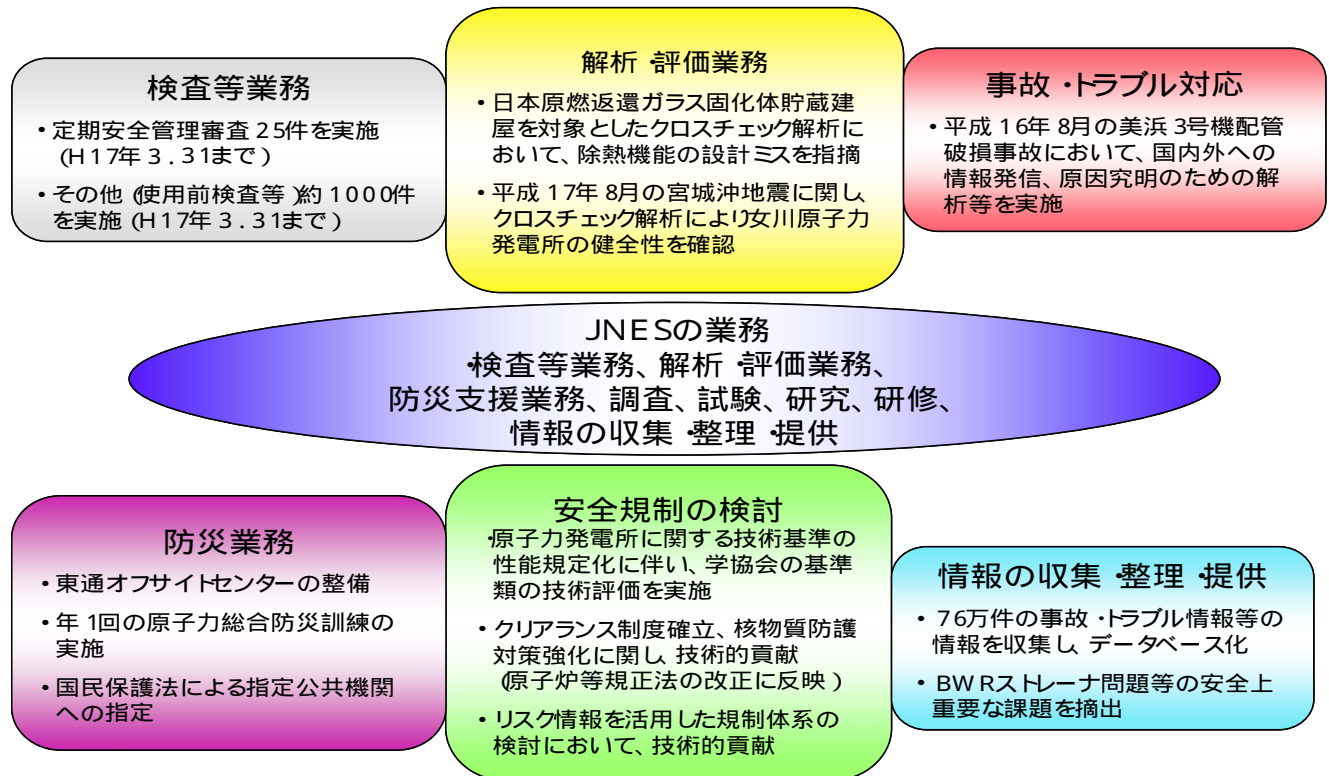 検査等業務
・定期安全管理審査25件を実施
(H17年3.31まで)
・その他(使用前検査等)約1000件
を実施(H17年3.31まで)
解析・評価業務
・日本原燃返還ガラス固化体貯蔵建
屋を対象としたクロスチェック解析に
おいて、除熱機能の設計ミスを指摘
・平成17年8月の宮城沖地震に関し、
クロスチェック解析により女川原子力
発電所の健全性を確認
事故・トラブル対応
・平成16年8月の美浜3号機配管
破損事故において、国内外への
情報発信、原因究明のための解
析等を実施
JNESの業務
・検査等業務、解析・評価業務、
防災支援業務、調査、試験、研究、研修、
情報の収集・整理・提供
防災業務
・東通オフサイトセンターの整備
・年1回の原子力総合防災訓練の
実施
・国民保護法による指定公共機関
への指定
安全規制の検討
・原子力発電所に関する技術基準の
性能規定化に伴い、学協会の基準
類の技術評価を実施
・クリアランス制度確立、核物質防護
対策強化に関し、技術的貢献
(原子炉等規正法の改正に反映)
・リスク情報を活用した規制体系の
検討において、技術的貢献
情報の収集・整理・提供
・76万件の事故・トラブル情報等の
情報を収集し、データベース化
・BWRストレーナ問題等の安全上
重要な課題を摘出